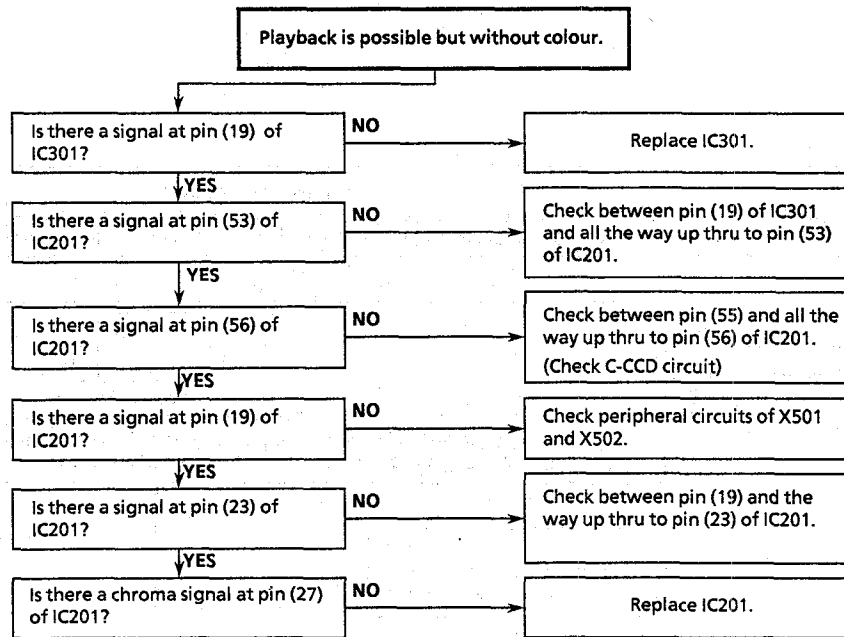 Playback is possible but without colour.
Is there a signal at pin (19) of
IC301?
NO
Replace IC301.
YES
Is there a signal at pin (53) of
IC201?
NO
Check between pin (19) of IC301
and all the way up thru to pin (53)
of IC201.
YES
Is there a signal at pin (56) of
IC201?
NO
Check between pin (55) and all the
way up thru to pin (56) of IC201.
(Check C-CCD circuit)
YES
Is there a signal at pin (19) of
IC201?
NO
Check peripheral circuits of X501
and X502.
YES
Is there a signal at pin (23) of
IC201?
NO
Check between pin (19) and the
way up thru to pin (23) of IC201.
YES
Is there a chroma signal at pin (27)
of IC201?
NO
Replace IC201.